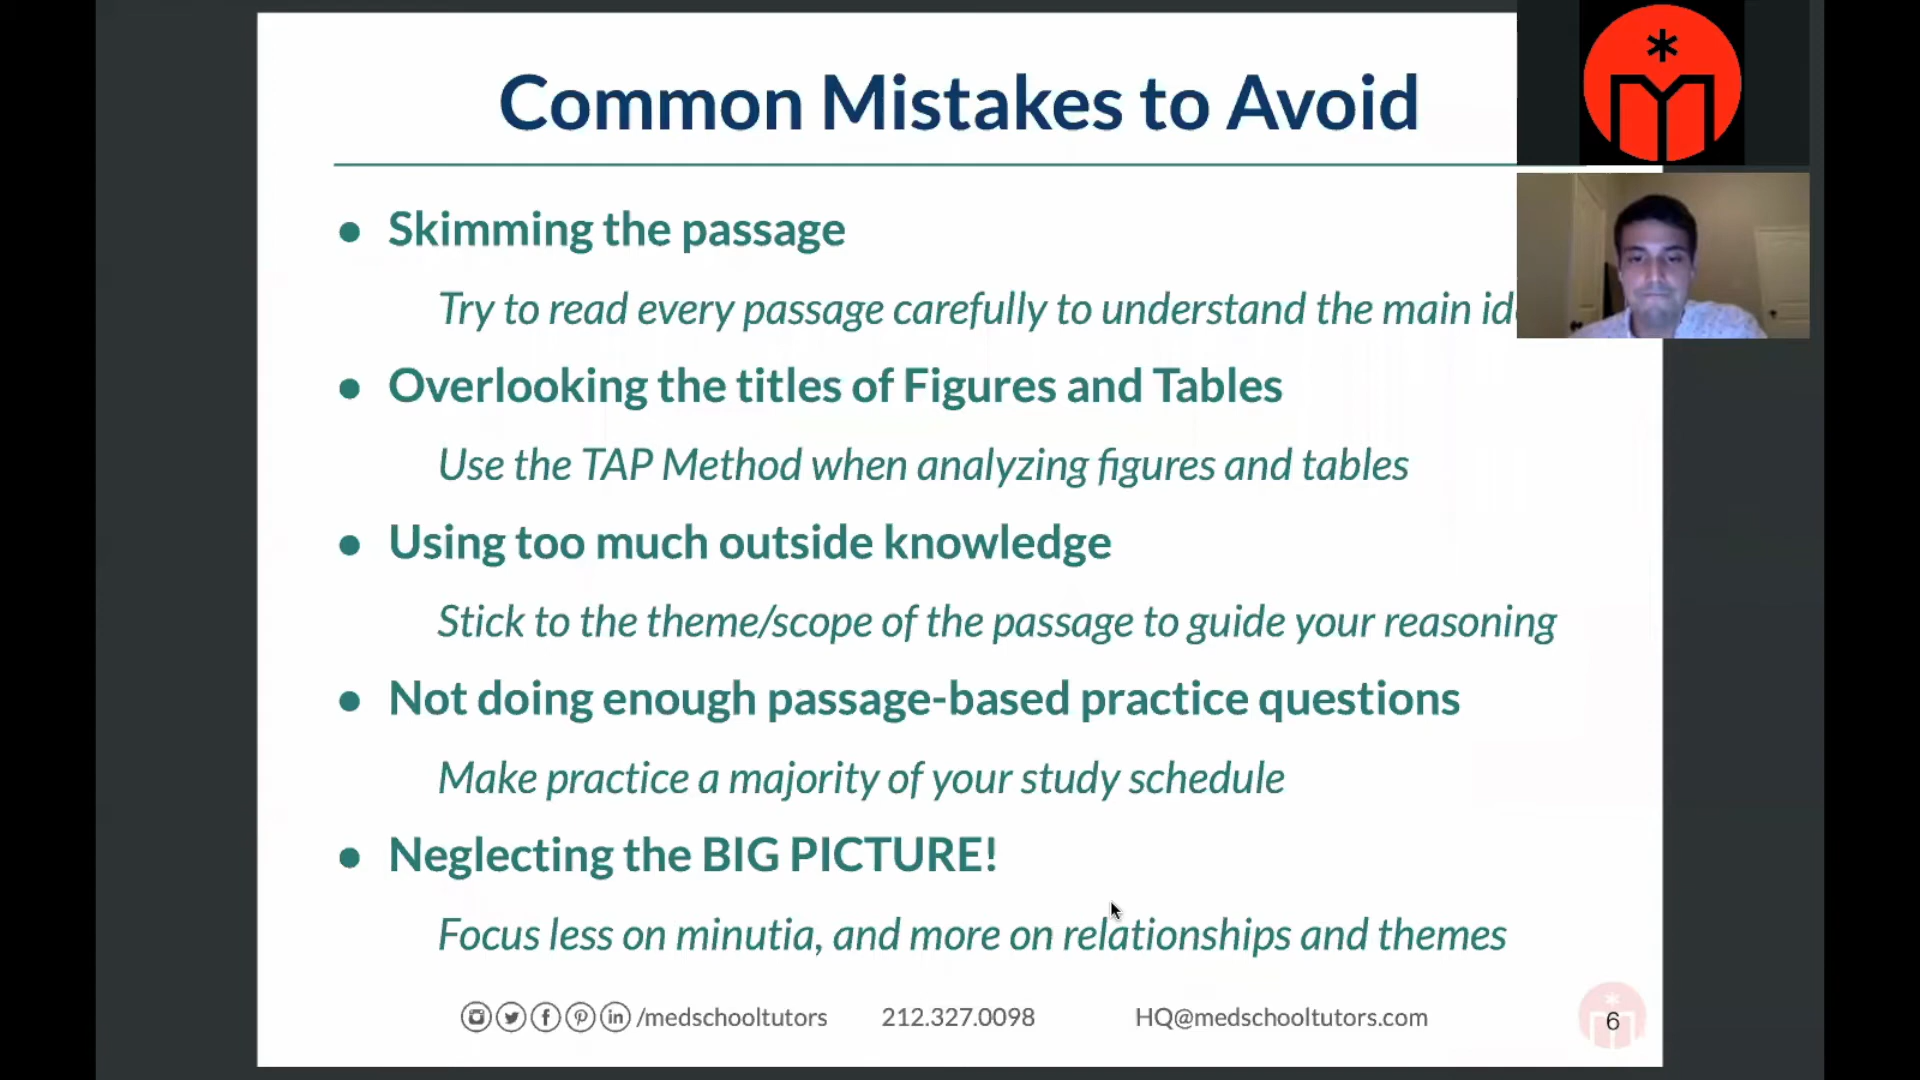 Common Mistakes to Avoid
● Skimming the passage
Try to read every passage carefully to understand the main
● Overlooking the titles of Figures and Tables
Use the TAP Method when analyzing figures and tables
● Using too much outside knowledge
Stick to the theme/scope of the passage to guide your reasoning
● Not doing enough passage-based practice questions
Make practice a majority of your study schedule
● Neglecting the BIG PICTURE!
Focus less on minutia, and more on relationships and themes
/medschooltutors 212.327.0098 HQ@medschooltutors.com 6